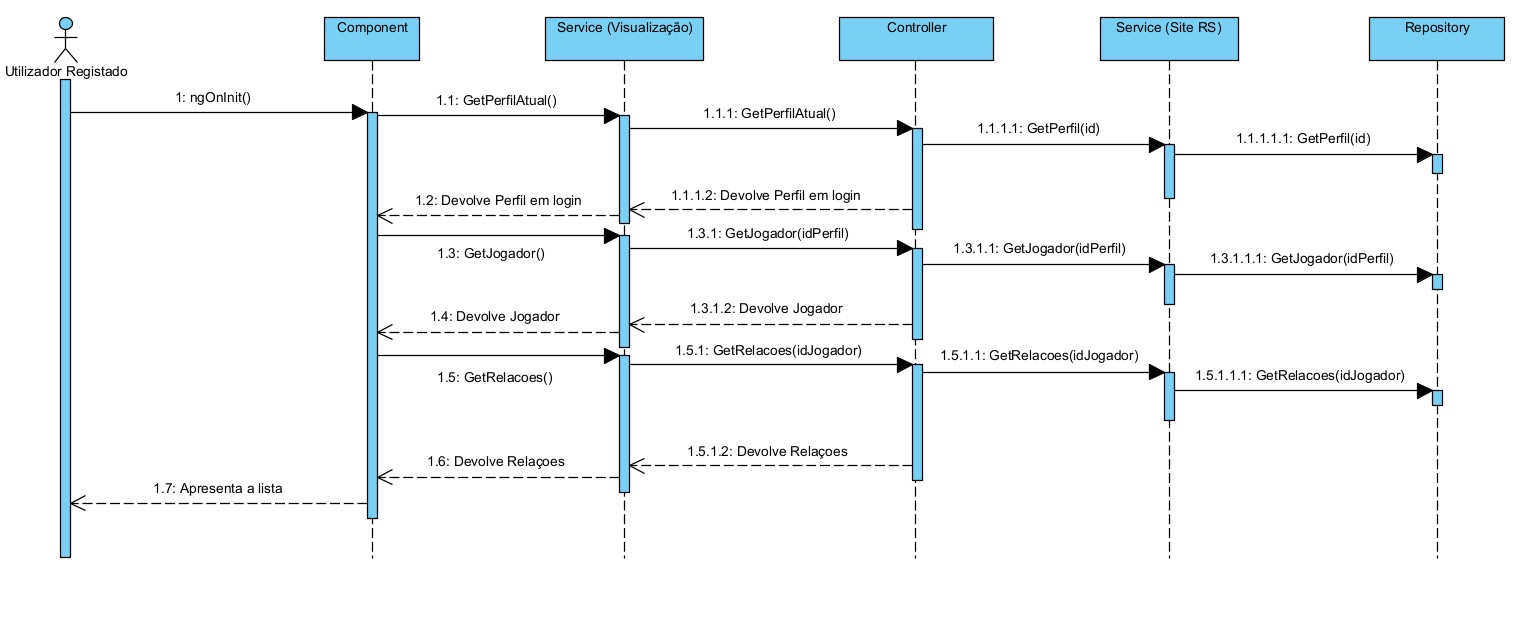 Utilizador Registado
Component
Service (Visualização)
Controller
Service (Site RS)
Repository
1: ngOnInit()
1.1: GetPerfilAtual()
1.1.1: GetPerfilAtual()
1.1.1.1: GetPerfil(id)
1.1.1.1.1: GetPerfil(id)
1.1.1.2: Devolve Perfil em login
1.2: Devolve Perfil em login
1.3: GetJogador()
1.3.1: GetJogador(idPerfil)
1.3.1.1: GetJogador(idPerfil)
1.3.1.1.1: GetJogador(idPerfil)
1.3.1.2: Devolve Jogador
1.4: Devolve Jogador
1.5: GetRelacoes()
1.5.1: GetRelacoes(idJogador)
1.5.1.1: GetRelacoes(idJogador)
1.5.1.1.1: GetRelacoes(idJogador)
1.5.1.2: Devolve Relaçoes
1.6: Devolve Relaçoes
1.7: Apresenta a lista